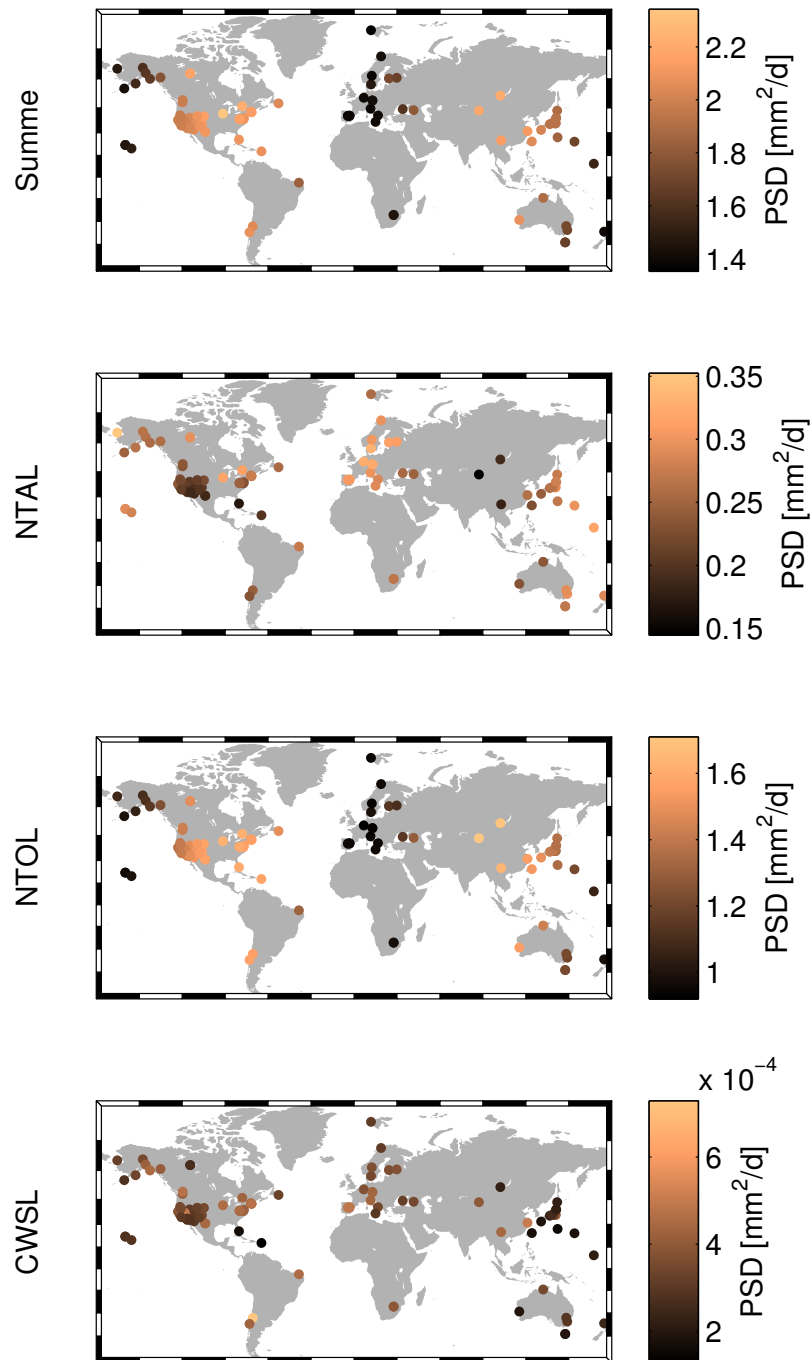 Summe
2.2
2
1.8
1.6
1.4
PSD [mm²/d]
NTAL
0.35
0.3
0.25
0.2
0.15
PSD [mm²/d]
NTOL
1.6
1.4
1.2
1
PSD [mm²/d]
CWSL
x 10⁻⁴
6
4
2
PSD [mm²/d]